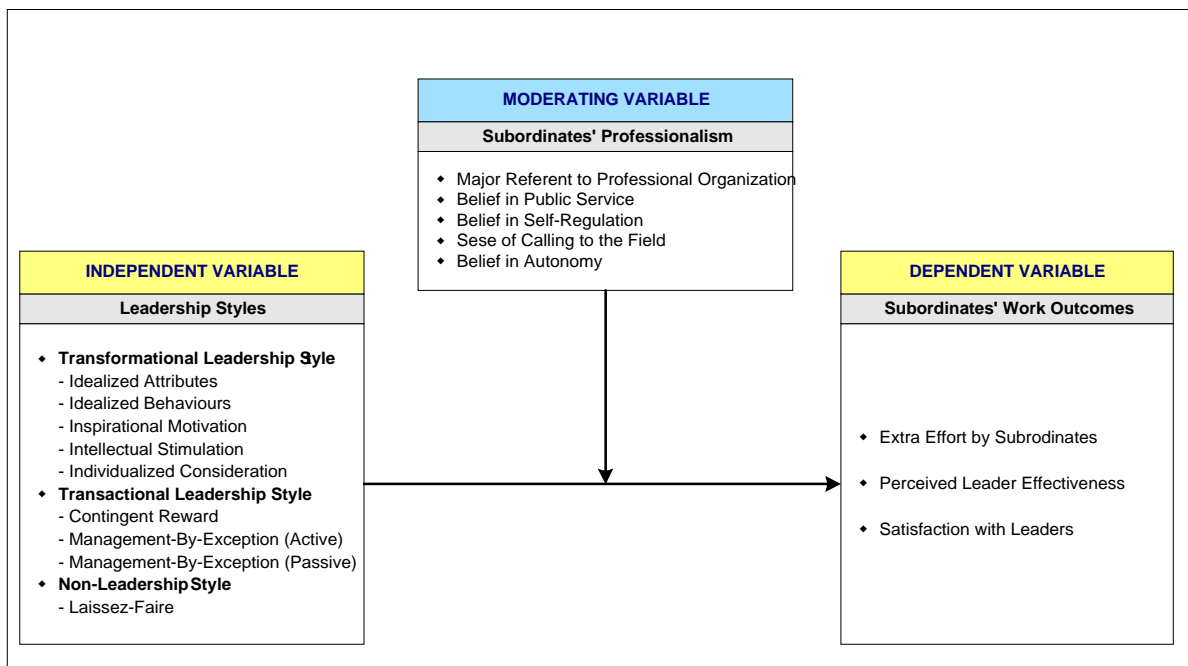 MODERATING VARIABLE
Subordinates' Professionalism
◆ Major Referent to Professional Organization
◆ Belief in Public Service
◆ Belief in Self-Regulation
◆ Sese of Calling to the Field
◆ Belief in Autonomy
INDEPENDENT VARIABLE
Leadership Styles
◆ Transformational Leadership Style
- Idealized Attributes
- Idealized Behaviours
- Inspirational Motivation
- Intellectual Stimulation
- Individualized Consideration
◆ Transactional Leadership Style
- Contingent Reward
- Management-By-Exception (Active)
- Management-By-Exception (Passive)
◆ Non-Leadership Style
- Laissez-Faire
DEPENDENT VARIABLE
Subordinates' Work Outcomes
◆ Extra Effort by Subrodinates
◆ Perceived Leader Effectiveness
◆ Satisfaction with Leaders